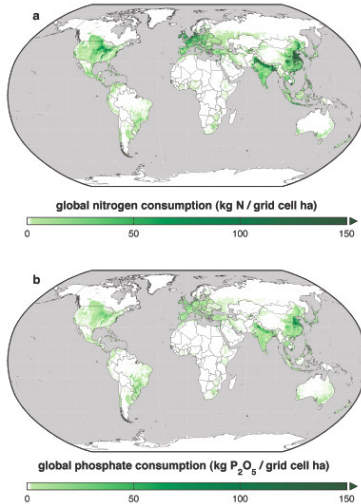 a
global nitrogen consumption (kg N / grid cell ha)
0 50 100 150
b
global phosphate consumption (kg P₂O₅ / grid cell ha)
0 50 100 150